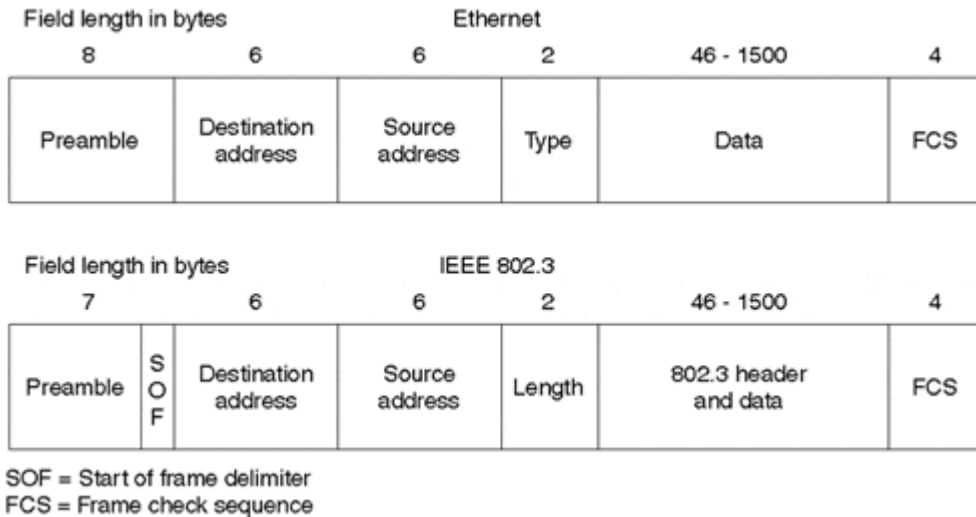 Field length in bytes Ethernet
8 6 6 2 46 - 1500 4
Preamble Destination address Source address Type Data FCS
Field length in bytes IEEE 802.3
7 6 6 2 46 - 1500 4
Preamble SOF Destination address Source address Length 802.3 header and data FCS
SOF = Start of frame delimiter
FCS = Frame check sequence